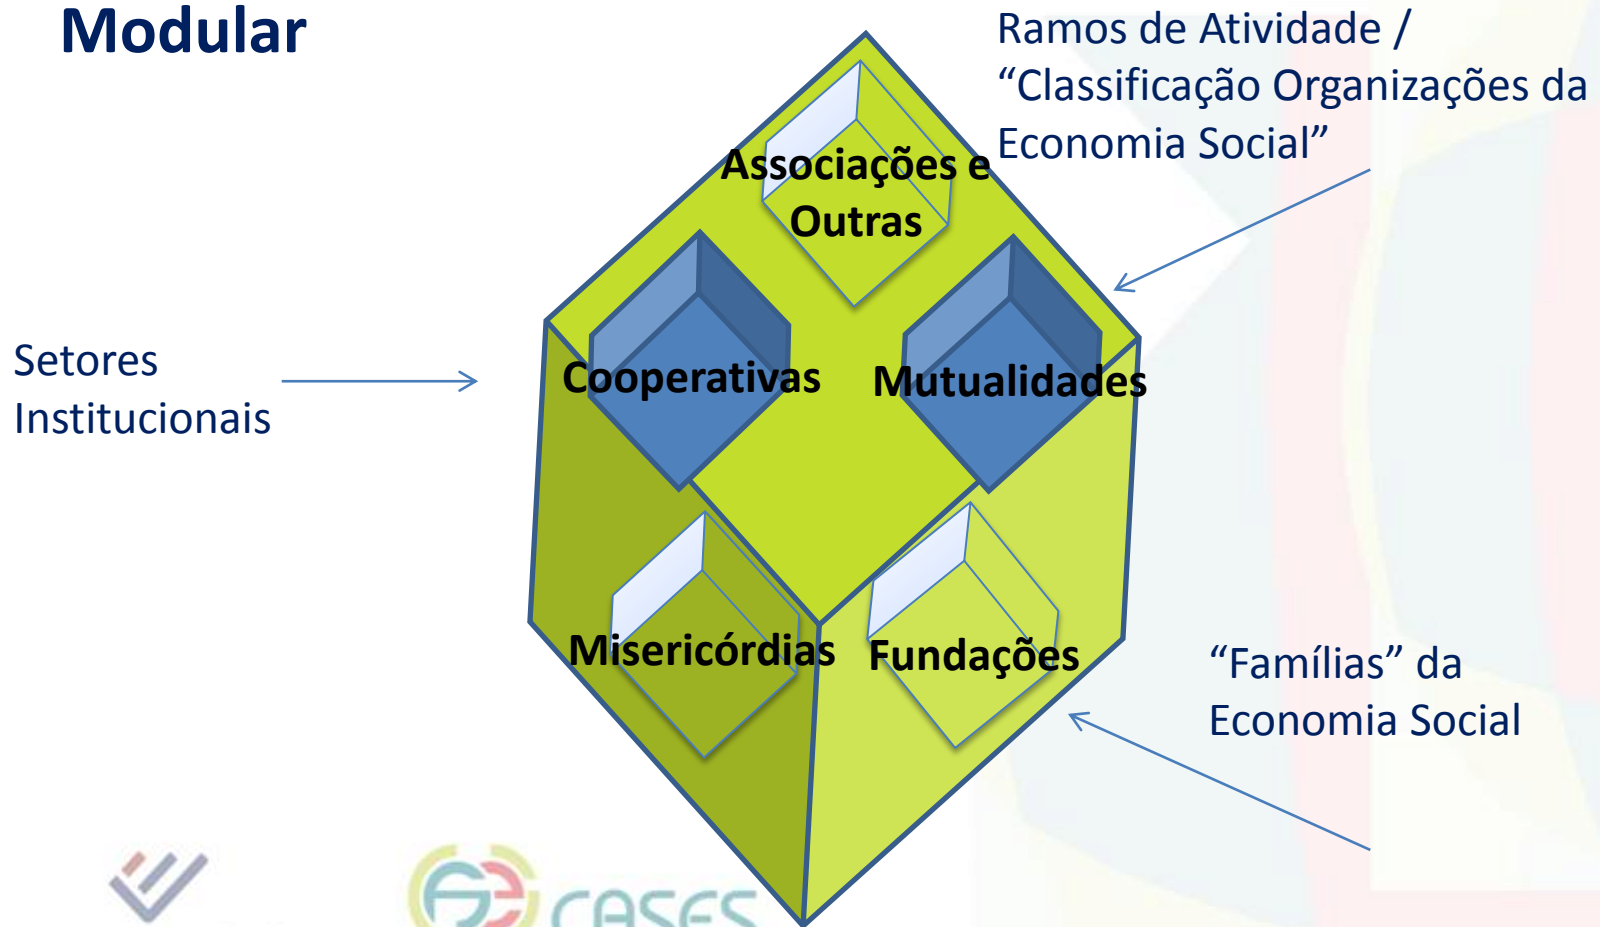 Modular
Ramos de Atividade /
“Classificação Organizações da
Economia Social”
Associações e
Outras
Setores
Institucionais
Cooperativas
Mutualidades
Misericórdias
Fundações
“Famílias” da
Economia Social
CASES